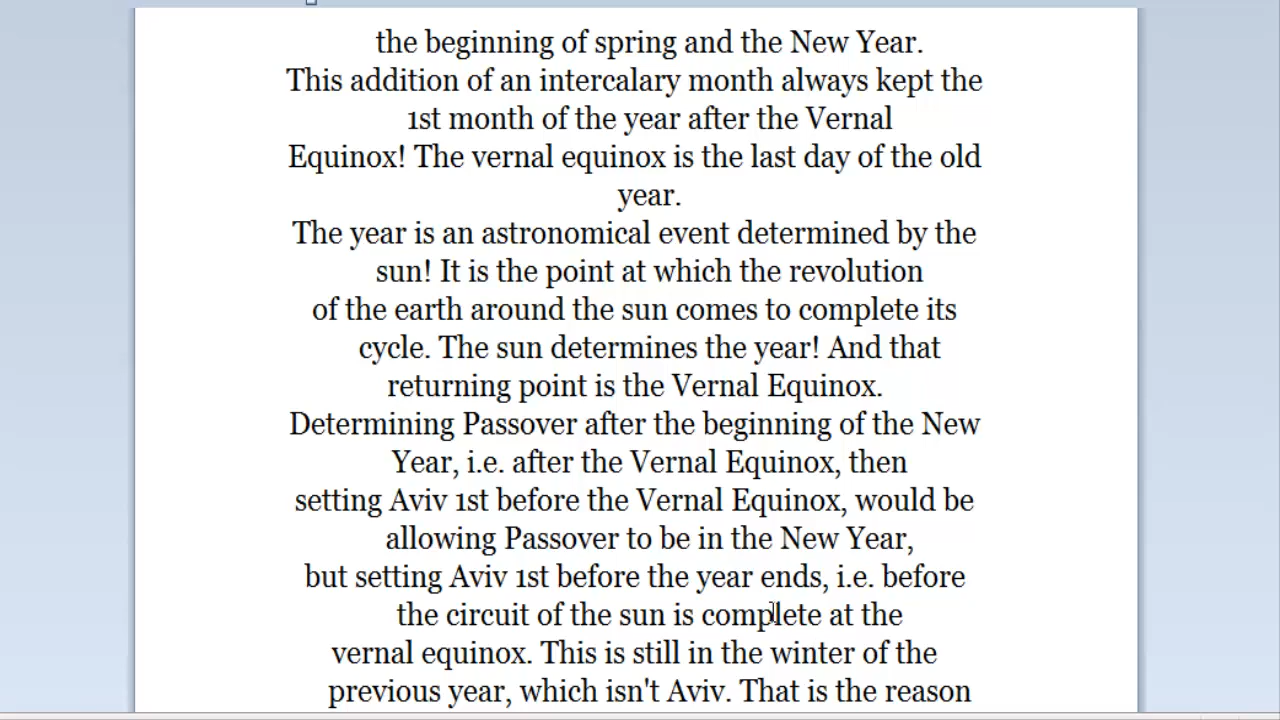 the beginning of spring and the New Year.
This addition of an intercalary month always kept the
1st month of the year after the Vernal
Equinox! The vernal equinox is the last day of the old
year.
The year is an astronomical event determined by the
sun! It is the point at which the revolution
of the earth around the sun comes to complete its
cycle. The sun determines the year! And that
returning point is the Vernal Equinox.
Determining Passover after the beginning of the New
Year, i.e. after the Vernal Equinox, then
setting Aviv 1st before the Vernal Equinox, would be
allowing Passover to be in the New Year,
but setting Aviv 1st before the year ends, i.e. before
the circuit of the sun is complete at the
vernal equinox. This is still in the winter of the
previous year, which isn't Aviv. That is the reason